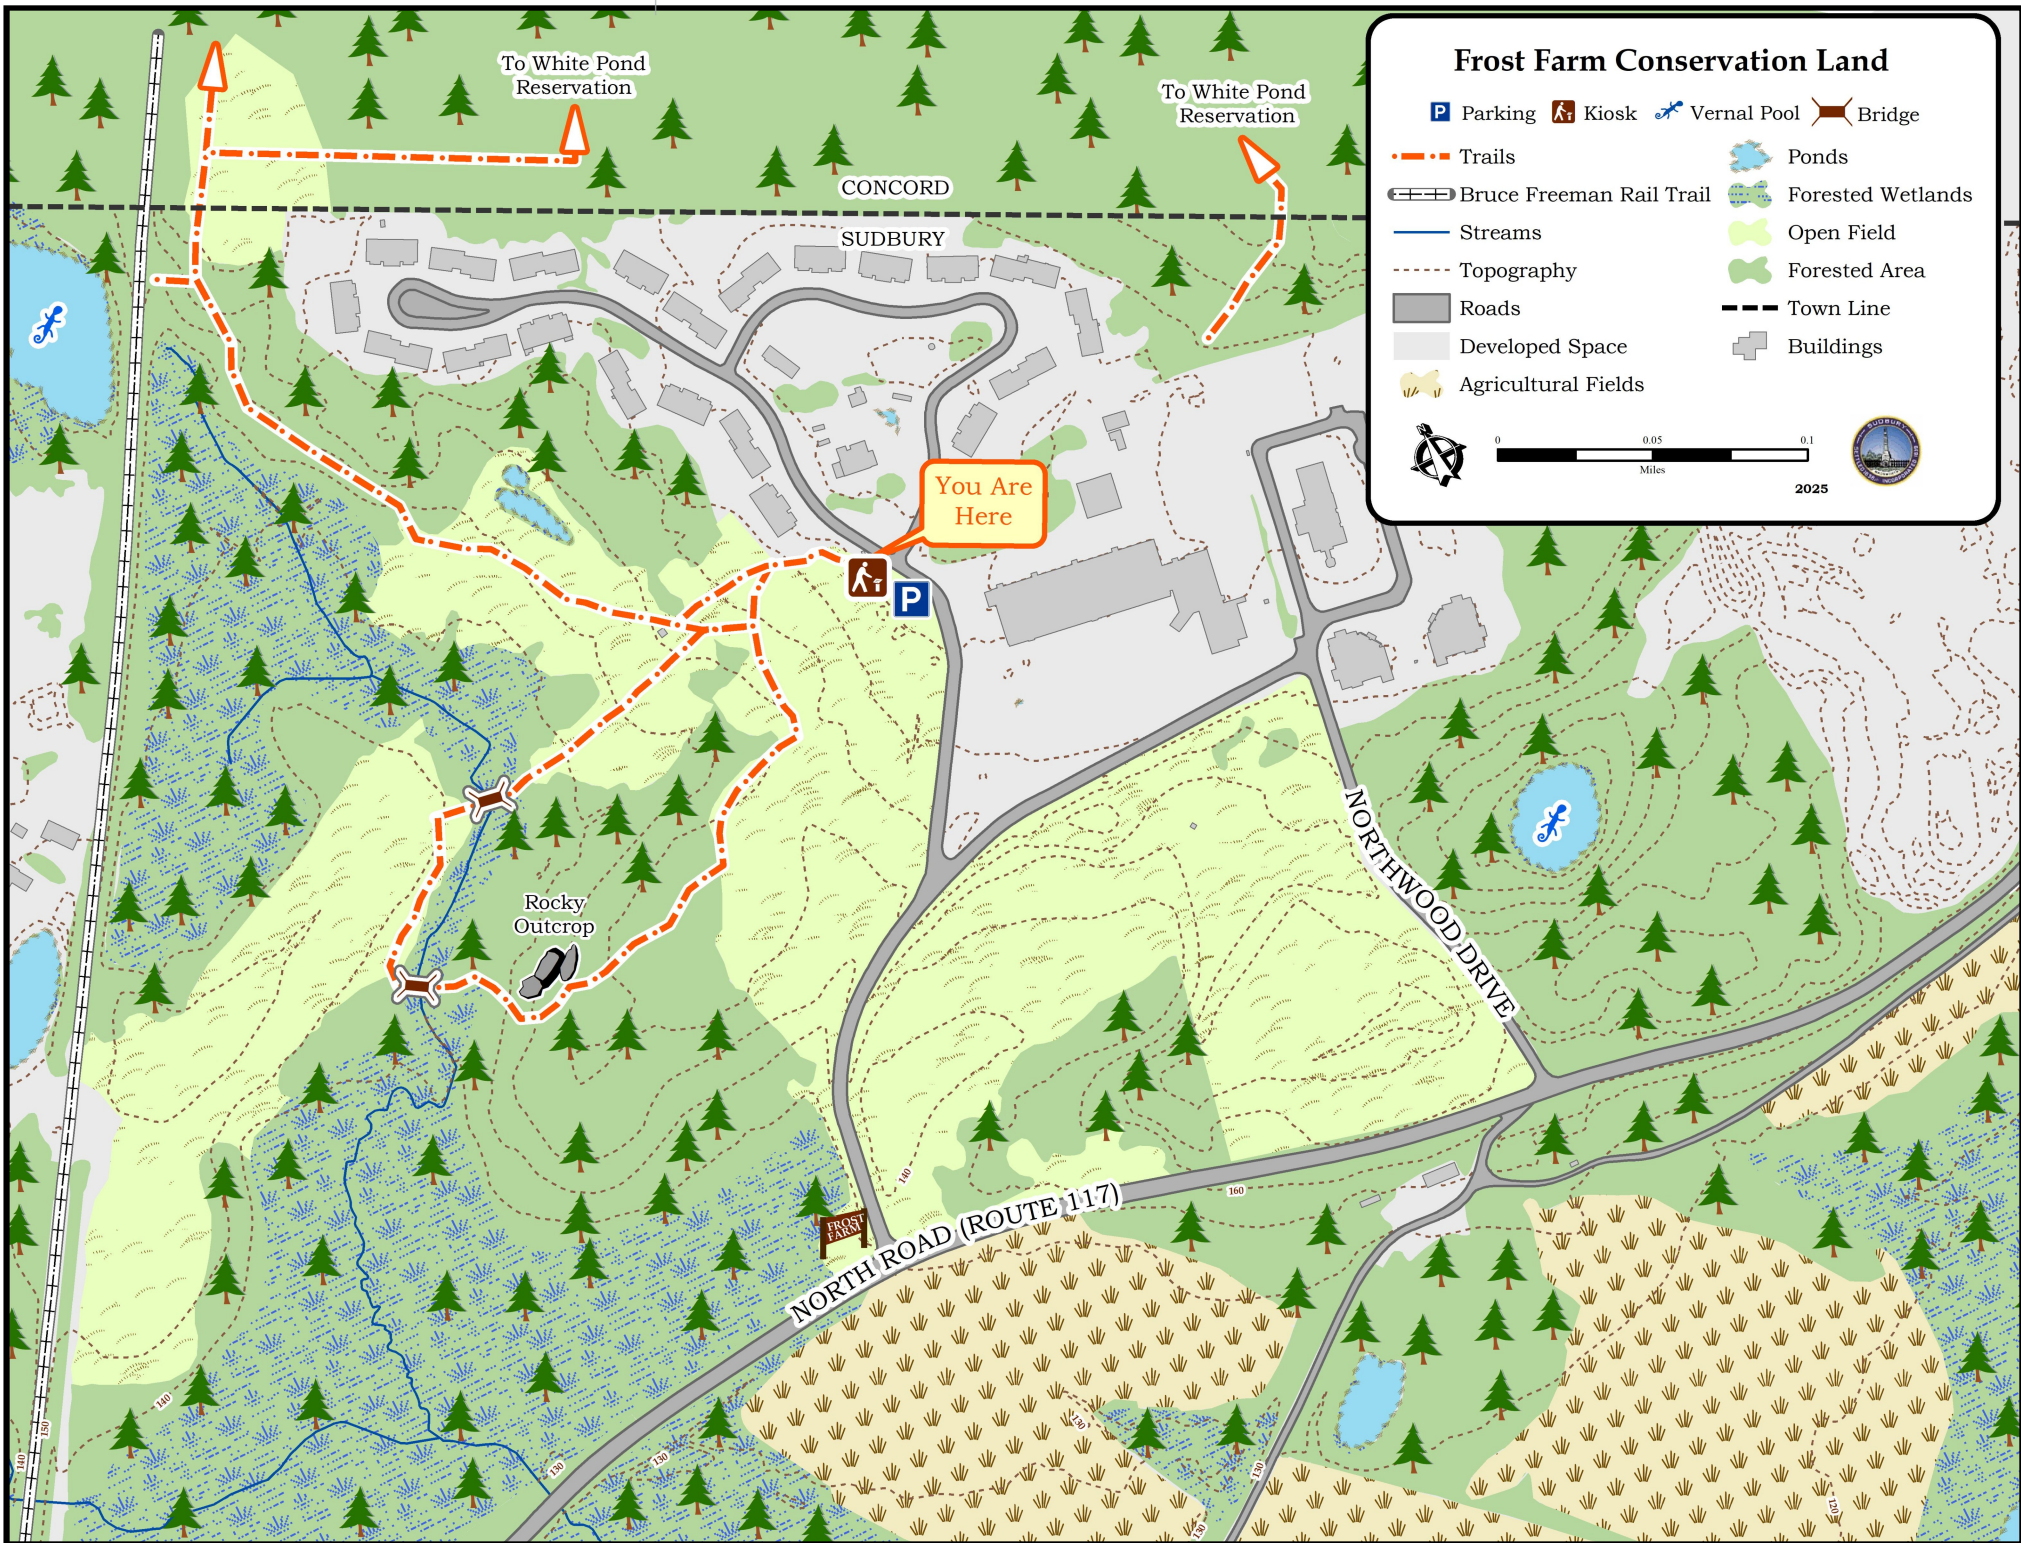 Frost Farm Conservation Land
P Parking Kiosk Vernal Pool Bridge
Trails
Ponds
Bruce Freeman Rail Trail
Forested Wetlands
Streams
Open Field
Topography
Forested Area
Roads
Town Line
Developed Space
Buildings
Agricultural Fields
0 0.05 0.1
Miles
2025
SUDBURY
To White Pond
Reservation
To White Pond
Reservation
CONCORD
SUDBURY
You Are
Here
P
Rocky
Outcrop
NORTHWOOD DRIVE
NORTH ROAD (ROUTE 117)
FROST
FARM
140
160
140
150
140
130
130
130
130
130
120